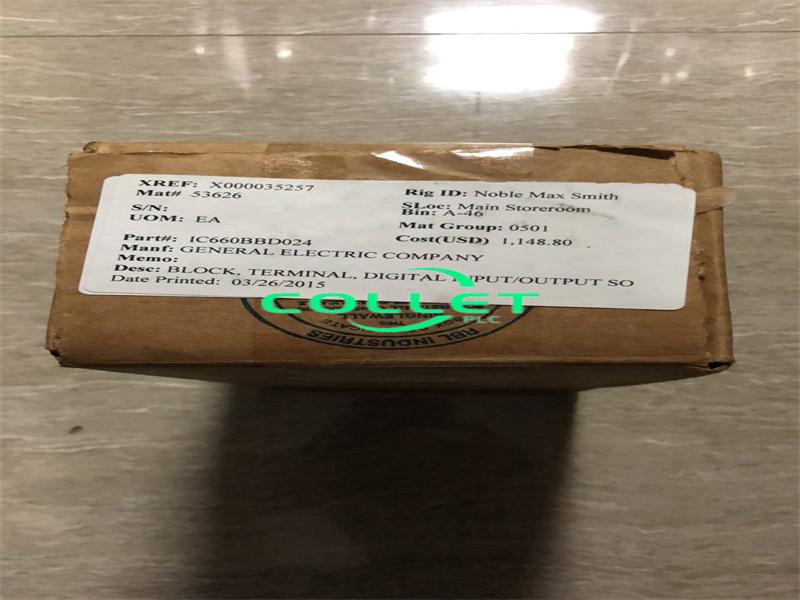 XREF: X000035257
Mat# 53626
S/N:
UOM: EA
Part#: IC660BBD024
Manf: GENERAL ELECTRIC COMPANY
Memo:
Desc: BLOCK, TERMINAL, DIGITAL INPUT/OUTPUT SO
Date Printed: 03/26/2015
Rig ID: Noble Max Smith
SLoc: Main Storeroom
Bin: A-46
Mat Group: 0501
Cost(USD) 1,148.80
COLLET
PLC
SINGLEWALL
ABL INDUSTRIES